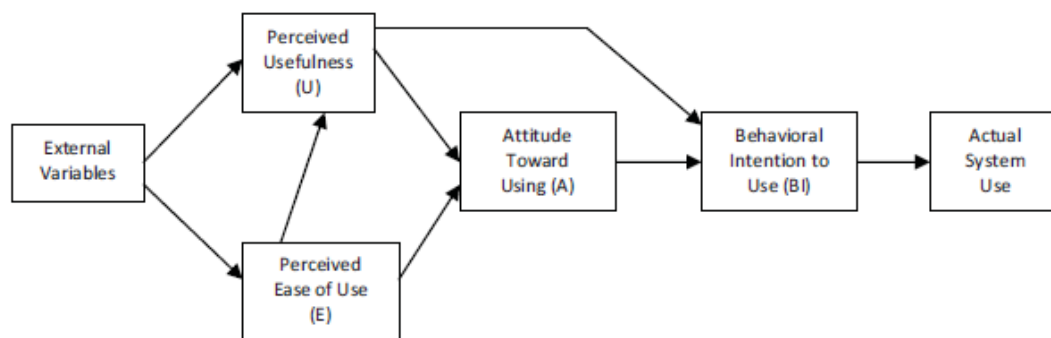 External
Variables
Perceived
Usefulness
(U)
Perceived
Ease of Use
(E)
Attitude
Toward
Using (A)
Behavioral
Intention to
Use (BI)
Actual
System
Use